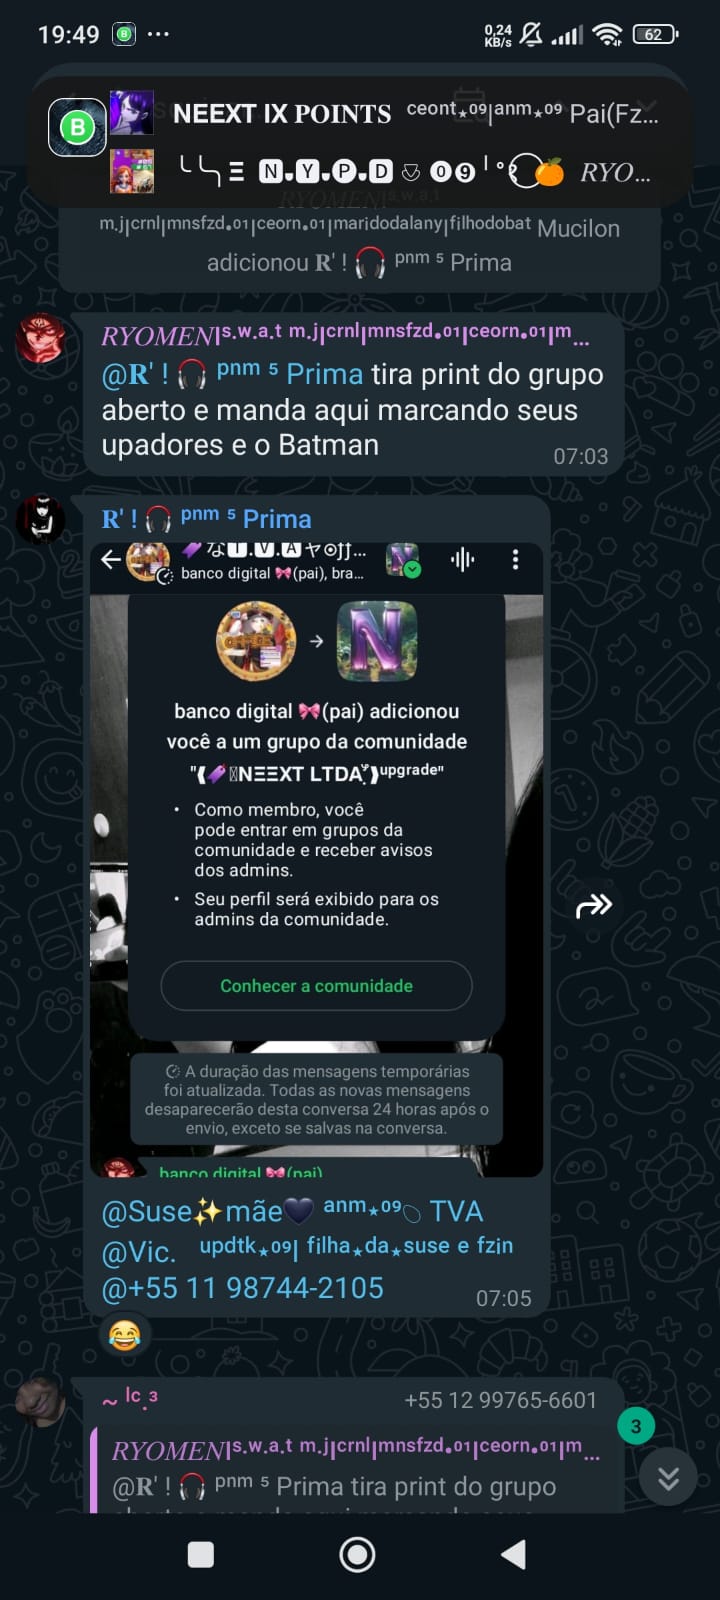 19:49
0,24
KB/s
62
NEEXT IX POINTS ceont⋆⁰⁹|anm⋆⁰⁹ Pai(Fz...
N.Y.P.D 09 RYO...
RYOMEN|ˢ·ʷ·ᵃ·ᵗ
m.j|crnl|mnsfzd.01|ceorn.01|maridodalany|filhodobat Mucilon
adicionou R' ! 🎧 pnm ⁵ Prima
RYOMEN|s.w.a.t m.j|crnl|mnsfzd.01|ceorn.01|m...
@R' ! 🎧 pnm ⁵ Prima tira print do grupo
aberto e manda aqui marcando seus
upadores e o Batman
07:03
R' ! 🎧 pnm ⁵ Prima
な I.V.A ヤ⊙ʃʃ...
banco digital 🎀(pai), bra...
banco digital 🎀(pai) adicionou
você a um grupo da comunidade
"NΞΞXT LTDA upgrade"
• Como membro, você
pode entrar em grupos da
comunidade e receber avisos
dos admins.
• Seu perfil será exibido para os
admins da comunidade.
Conhecer a comunidade
A duração das mensagens temporárias
foi atualizada. Todas as novas mensagens
desaparecerão desta conversa 24 horas após o
envio, exceto se salvas na conversa.
banco digital 🎀(pai)
@Suse✨mãe🖤 anm⋆09 TVA
@Vic. updtk⋆09| filha⋆da⋆suse e fzin
@+55 11 98744-2105
07:05
😂
~ lc.³
+55 12 99765-6601
3
RYOMEN|s.w.a.t m.j|crnl|mnsfzd.01|ceorn.01|m...
@R' ! 🎧 pnm ⁵ Prima tira print do grupo